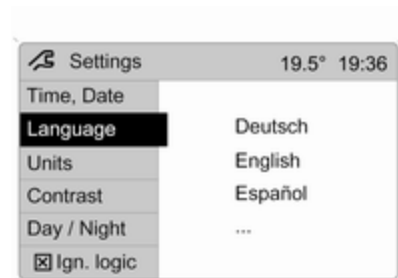 Settings 19.5° 19:36
Time, Date
Language Deutsch
Units English
Contrast Español
Day / Night ...
Ign. logic